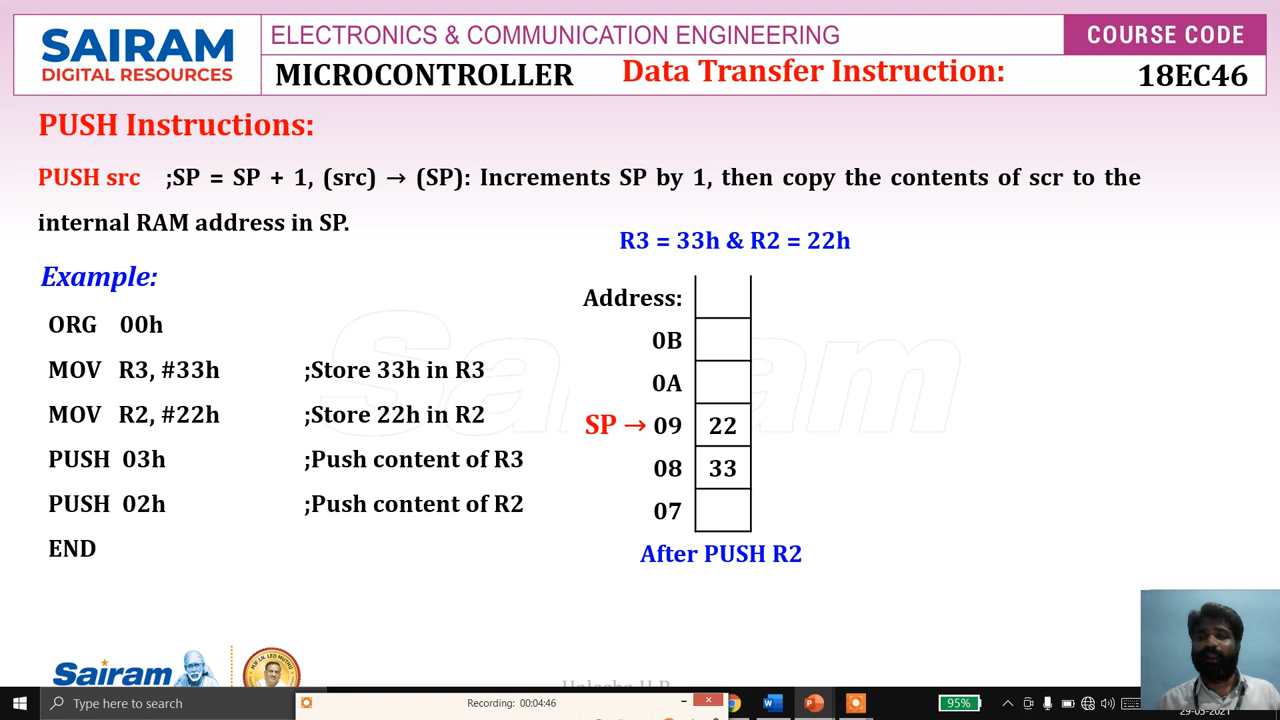 SAIRAM
DIGITAL RESOURCES
ELECTRONICS & COMMUNICATION ENGINEERING
COURSE CODE
MICROCONTROLLER
Data Transfer Instruction:
18EC46
PUSH Instructions:
PUSH src ;SP = SP + 1, (src) → (SP): Increments SP by 1, then copy the contents of scr to the
internal RAM address in SP.
R3 = 33h & R2 = 22h
Example:
ORG 00h
MOV R3, #33h ;Store 33h in R3
MOV R2, #22h ;Store 22h in R2
PUSH 03h ;Push content of R3
PUSH 02h ;Push content of R2
END
Address:
0B
0A
SP → 09 22
08 33
07
After PUSH R2
Sairam
Sairam
Type here to search
Recording: 00:04:46
95%
29-05-2021